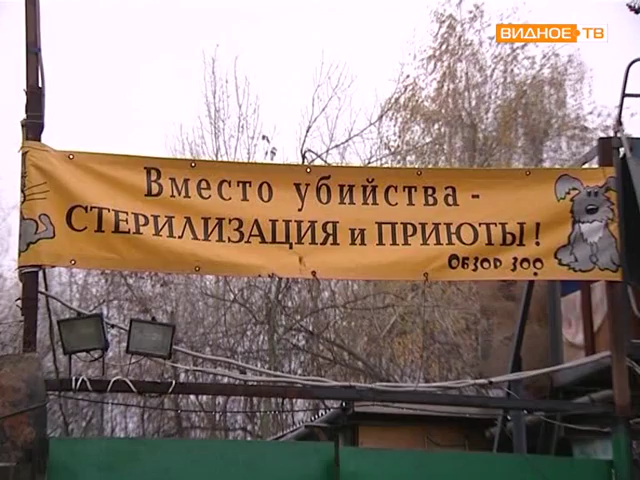 ВИДНОЕ ТВ
Вместо убийства -
СТЕРИЛИЗАЦИЯ и ПРИЮТЫ!
ОБЗОР ЗОО